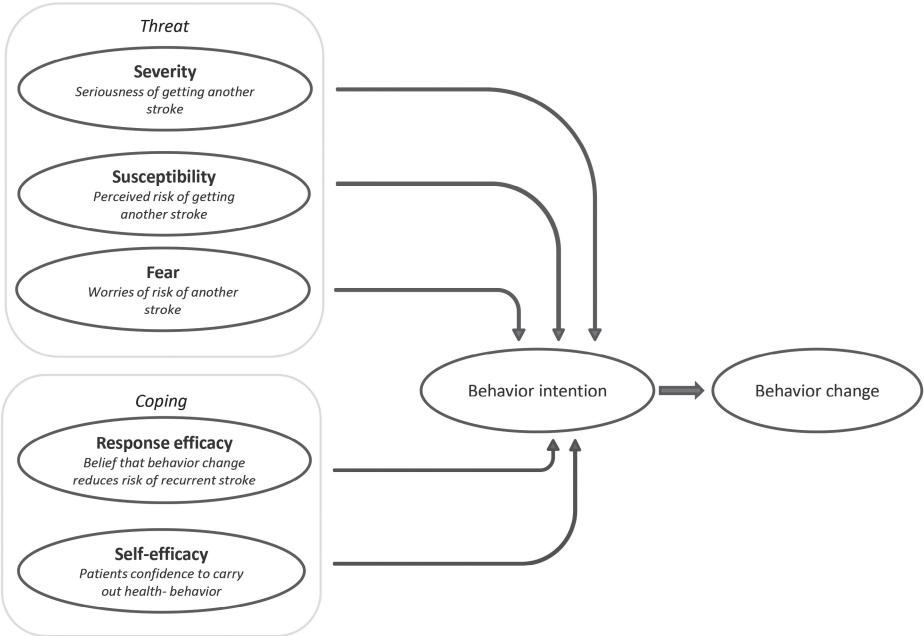 Threat
Severity
Seriousness of getting another
stroke
Susceptibility
Perceived risk of getting
another stroke
Fear
Worries of risk of another
stroke
Behavior intention
Behavior change
Coping
Response efficacy
Belief that behavior change
reduces risk of recurrent stroke
Self-efficacy
Patients confidence to carry
out health- behavior